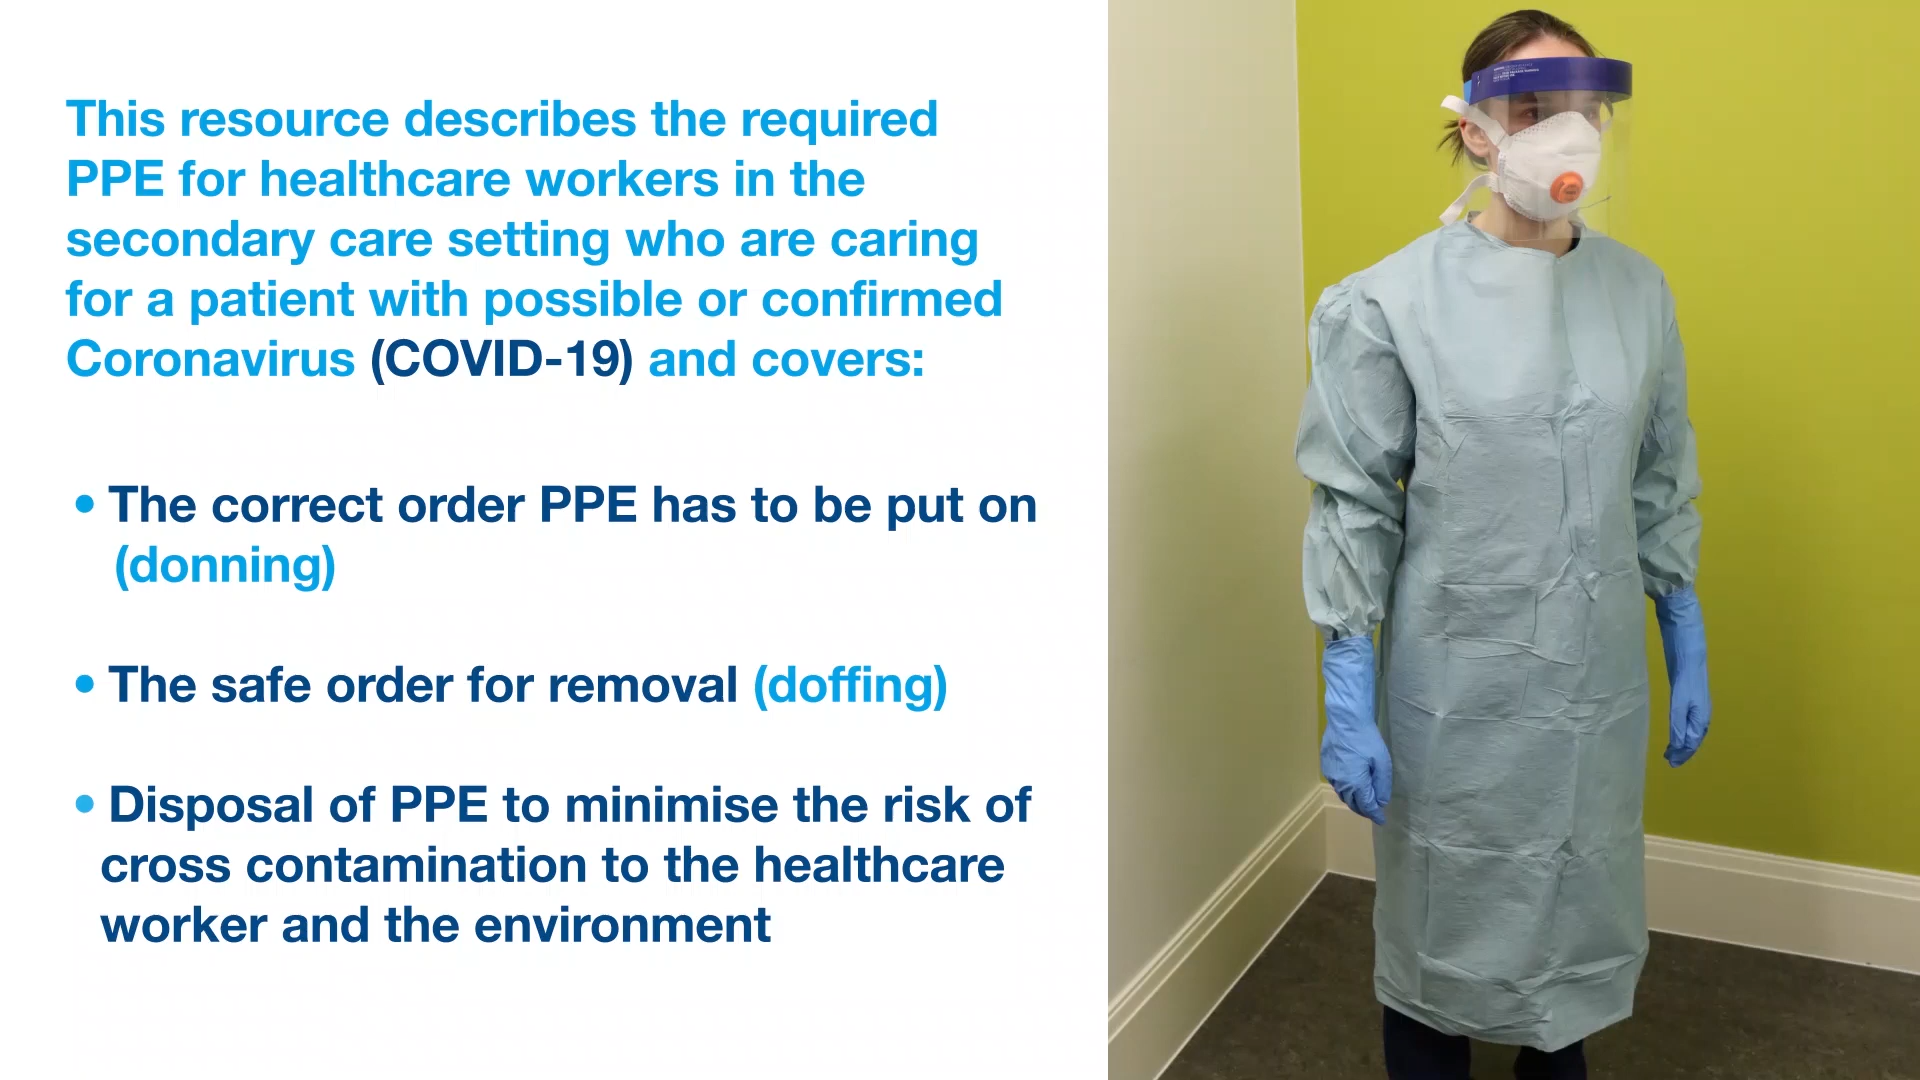 This resource describes the required
PPE for healthcare workers in the
secondary care setting who are caring
for a patient with possible or confirmed
Coronavirus (COVID-19) and covers:
• The correct order PPE has to be put on
(donning)
• The safe order for removal (doffing)
• Disposal of PPE to minimise the risk of
cross contamination to the healthcare
worker and the environment